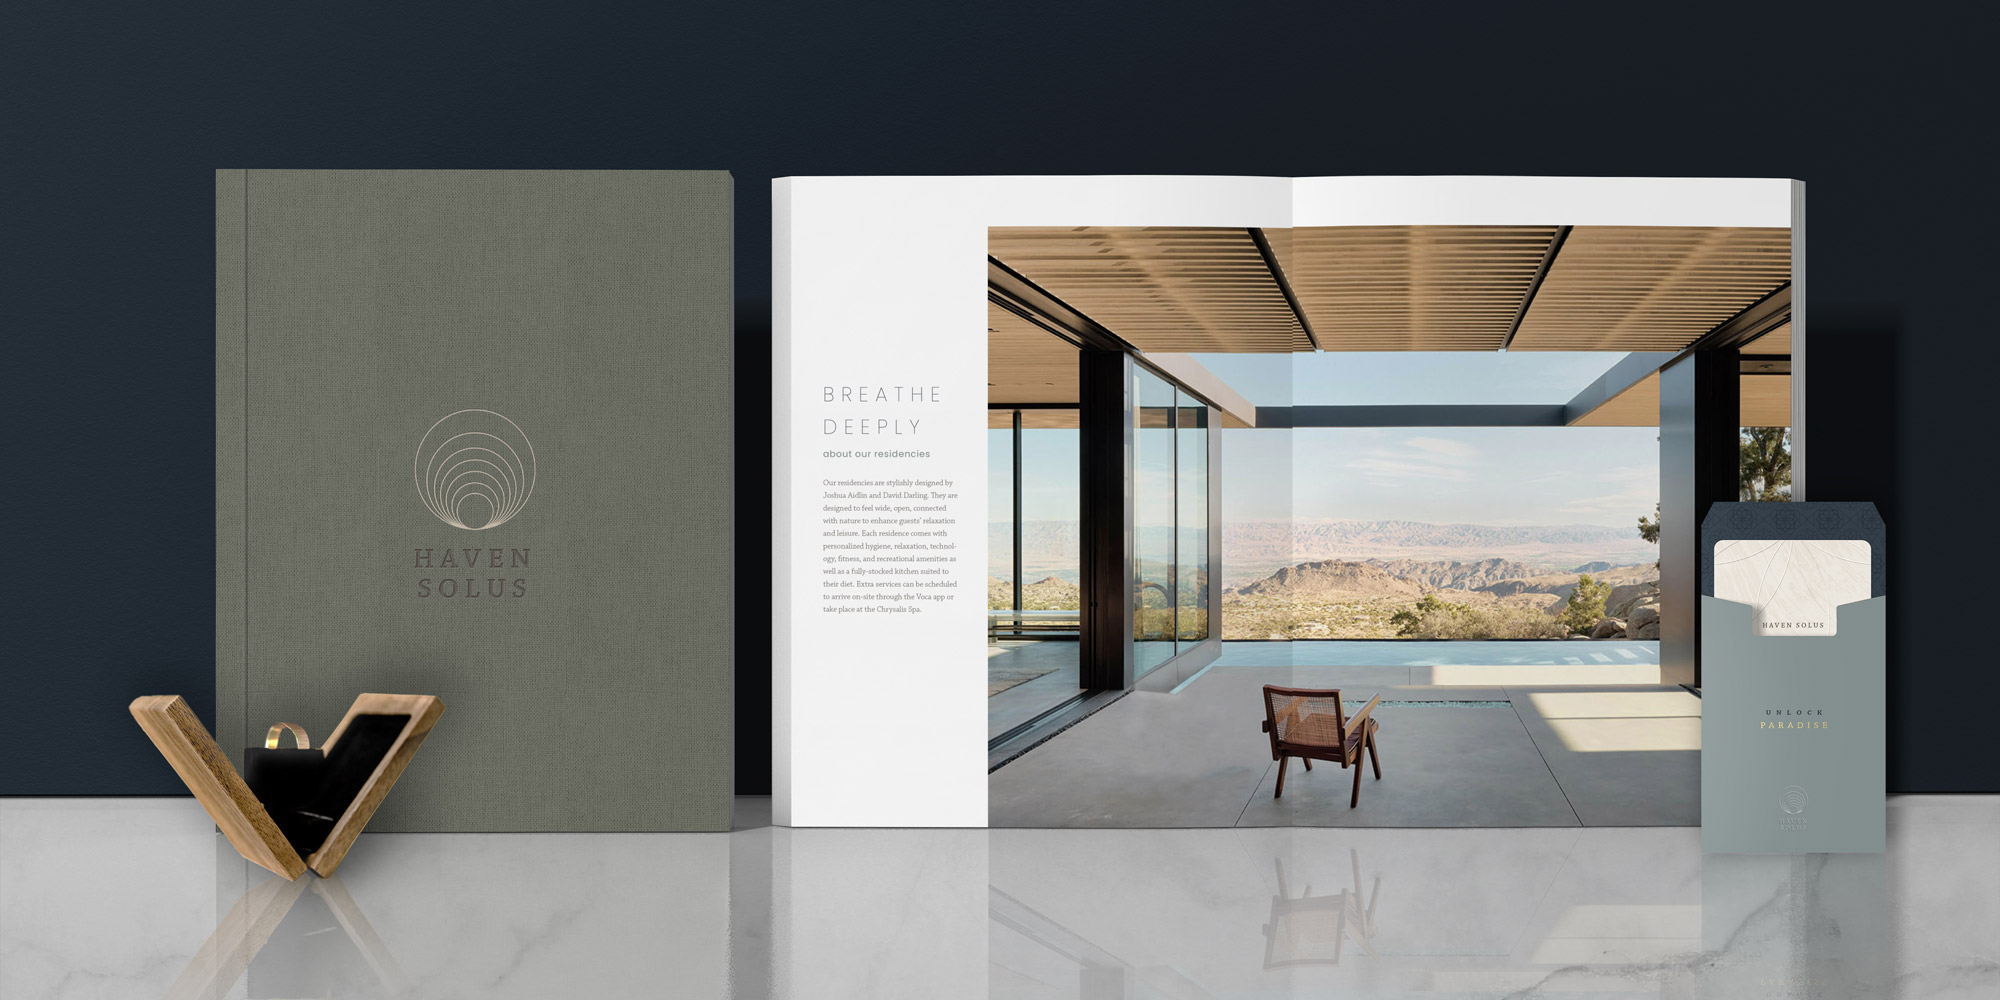 HAVEN
SOLUS
BREATHE
DEEPLY
about our residencies
Our residencies are stylishly designed by
Joshua Aidlin and David Darling. They are
designed to feel wide, open, connected
with nature to enhance guests' relaxation
and leisure. Each residence comes with
personalized hygiene, relaxation, technol-
ogy, fitness, and recreational amenities as
well as a fully-stocked kitchen suited to
their diet. Extra services can be scheduled
to arrive on-site through the Voca app or
take place at the Chrysalis Spa.
HAVEN SOLUS
UNLOCK
PARADISE
HAVEN
SOLUS